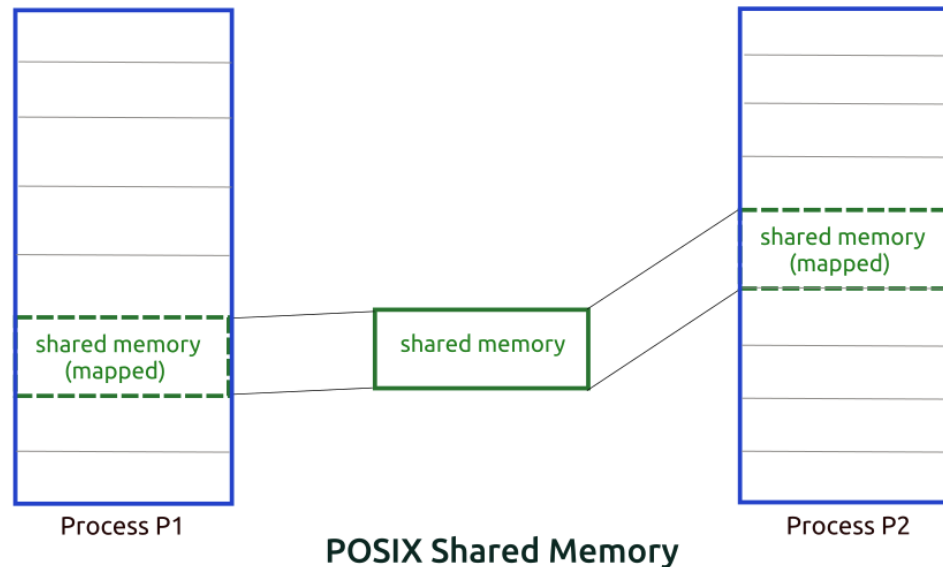 shared memory
(mapped)
shared memory
shared memory
(mapped)
Process P1
Process P2
POSIX Shared Memory